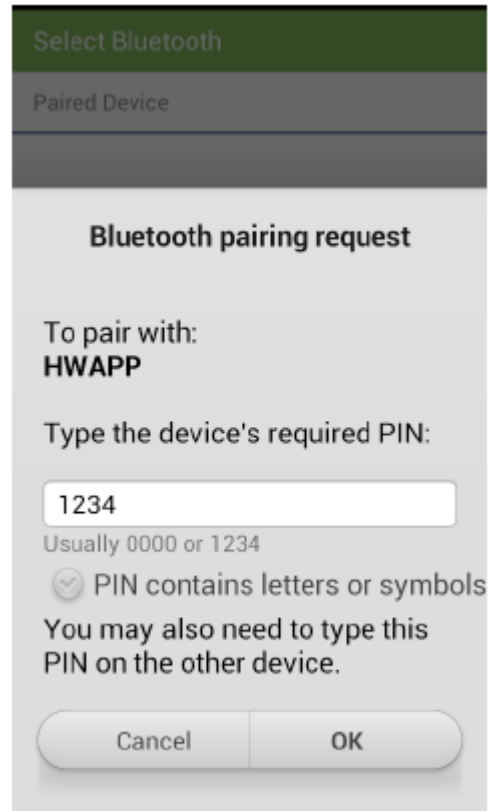 Select Bluetooth
Paired Device
Bluetooth pairing request
To pair with:
HWAPP
Type the device's required PIN:
1234
Usually 0000 or 1234
PIN contains letters or symbols
You may also need to type this
PIN on the other device.
Cancel OK